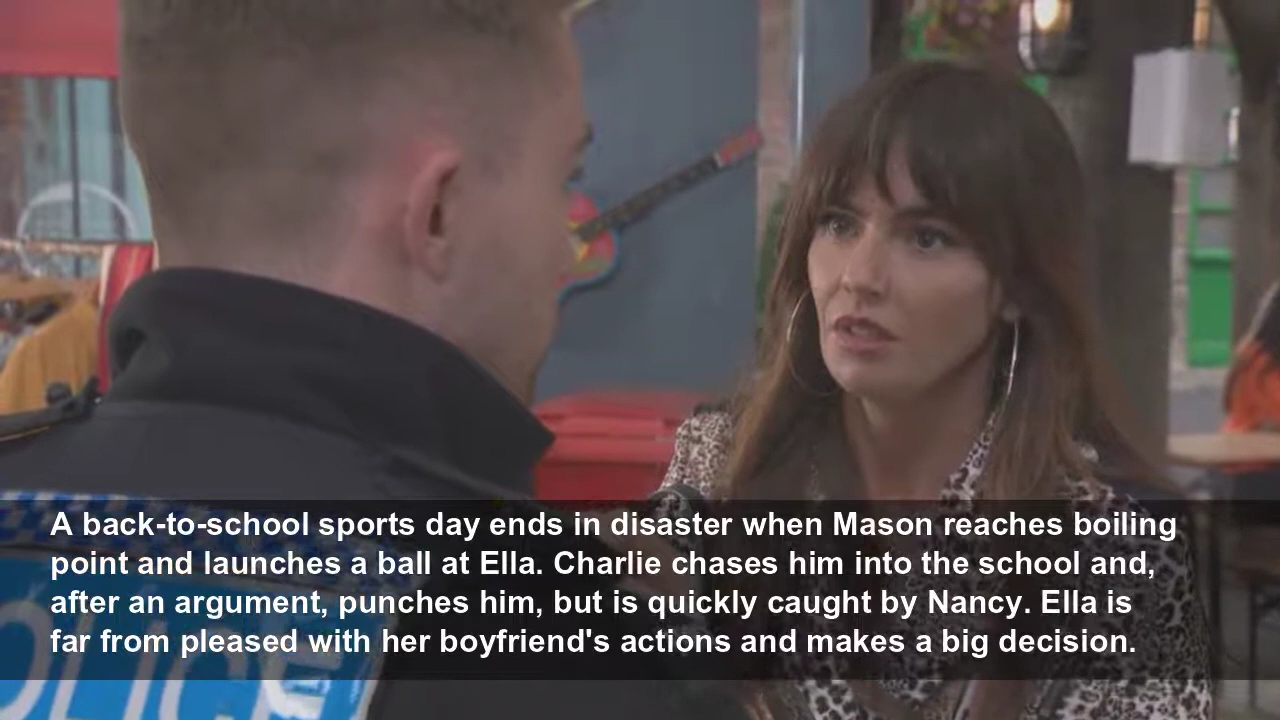 A back-to-school sports day ends in disaster when Mason reaches boiling
point and launches a ball at Ella. Charlie chases him into the school and,
after an argument, punches him, but is quickly caught by Nancy. Ella is
far from pleased with her boyfriend's actions and makes a big decision.
POLICE